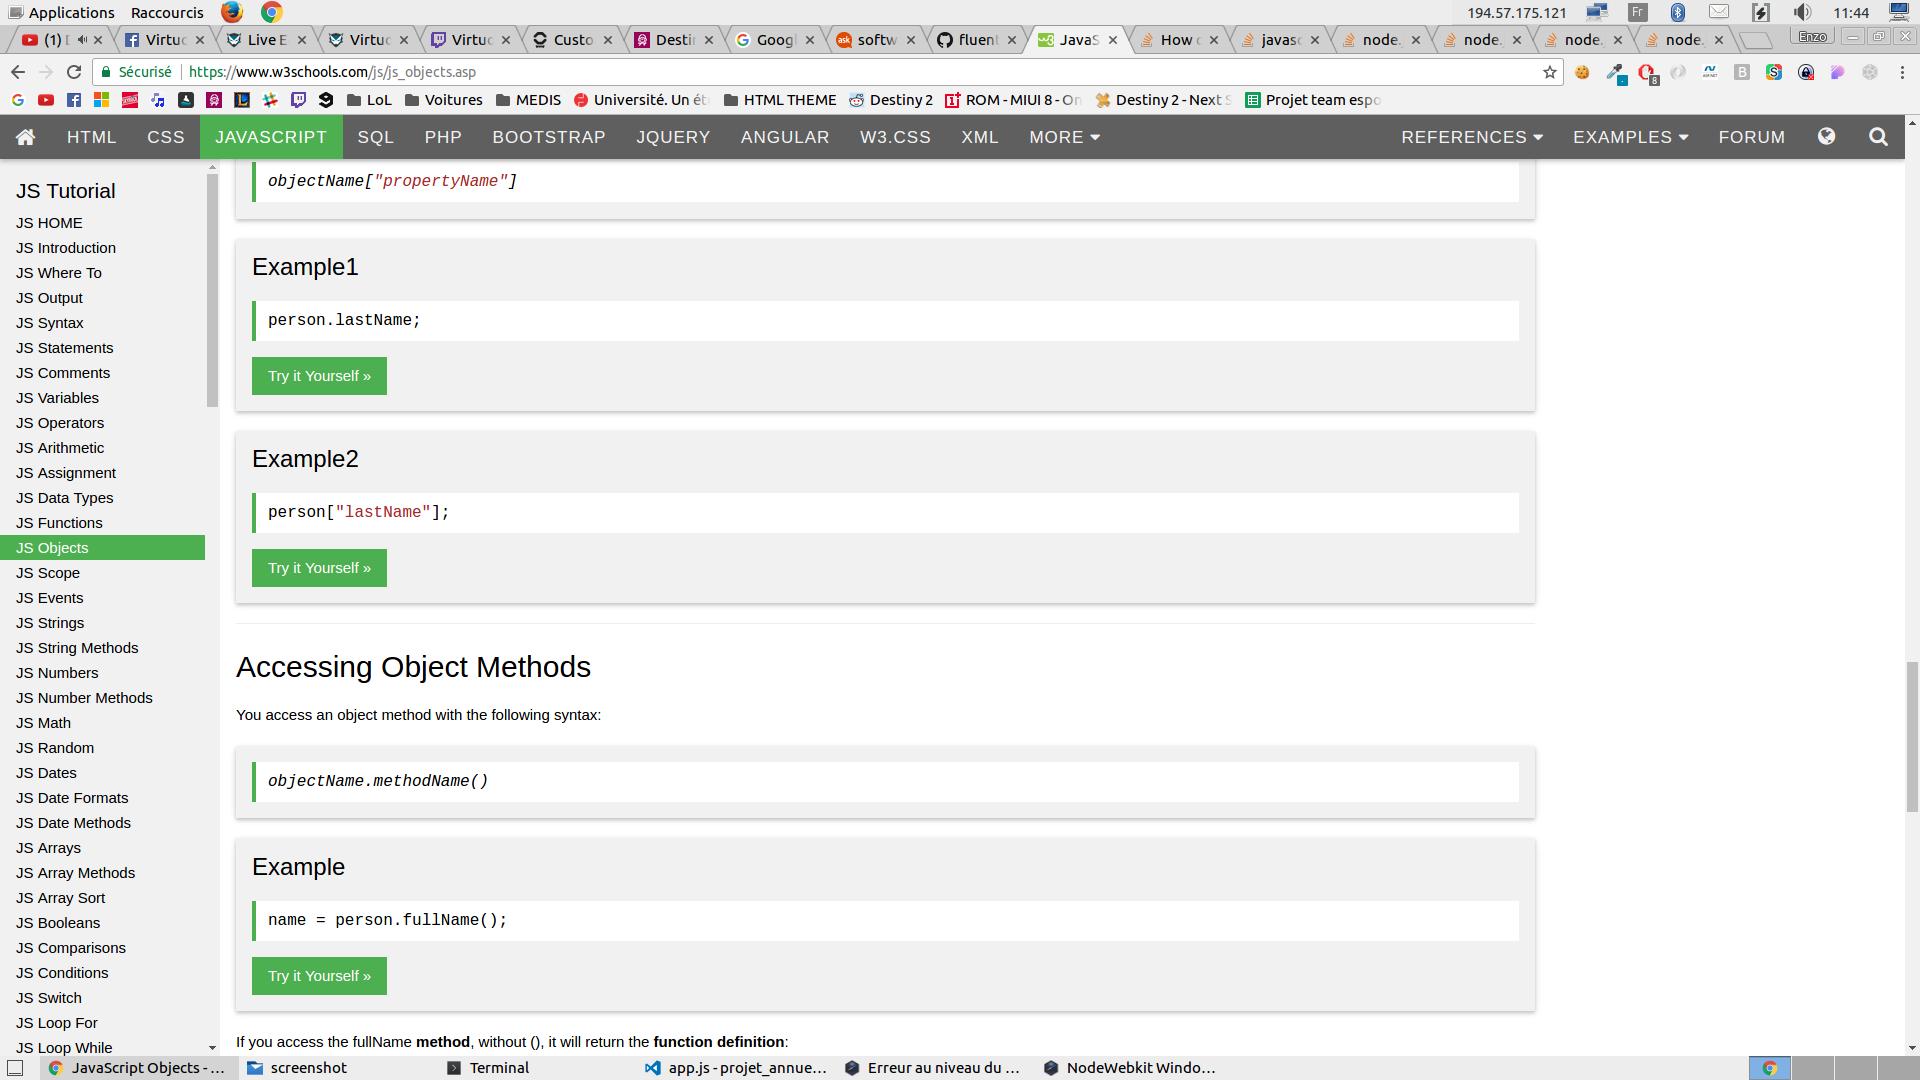 Applications Raccourcis 194.57.175.121 Fr 11:44
(1) Virtuc Live E Virtuc Virtuc Custo Desti Googl softw fluent JavaS How javasc node. node. node. node. Enzo
Sécurisé https://www.w3schools.com/js/js_objects.asp
LoL Voitures MEDIS Université. Un ét HTML THEME Destiny 2 ROM - MIUI 8 - On Destiny 2 - Next S Projet team espo
HTML CSS JAVASCRIPT SQL PHP BOOTSTRAP JQUERY ANGULAR W3.CSS XML MORE REFERENCES EXAMPLES FORUM
JS Tutorial
JS HOME
JS Introduction
JS Where To
JS Output
JS Syntax
JS Statements
JS Comments
JS Variables
JS Operators
JS Arithmetic
JS Assignment
JS Data Types
JS Functions
JS Objects
JS Scope
JS Events
JS Strings
JS String Methods
JS Numbers
JS Number Methods
JS Math
JS Random
JS Dates
JS Date Formats
JS Date Methods
JS Arrays
JS Array Methods
JS Array Sort
JS Booleans
JS Comparisons
JS Conditions
JS Switch
JS Loop For
JS Loop While
objectName["propertyName"]
Example1
person.lastName;
Try it Yourself »
Example2
person["lastName"];
Try it Yourself »
Accessing Object Methods
You access an object method with the following syntax:
objectName.methodName()
Example
name = person.fullName();
Try it Yourself »
If you access the fullName method, without (), it will return the function definition:
JavaScript Objects - ... screenshot Terminal app.js - projet_annue... Erreur au niveau du ... NodeWebkit Windo...